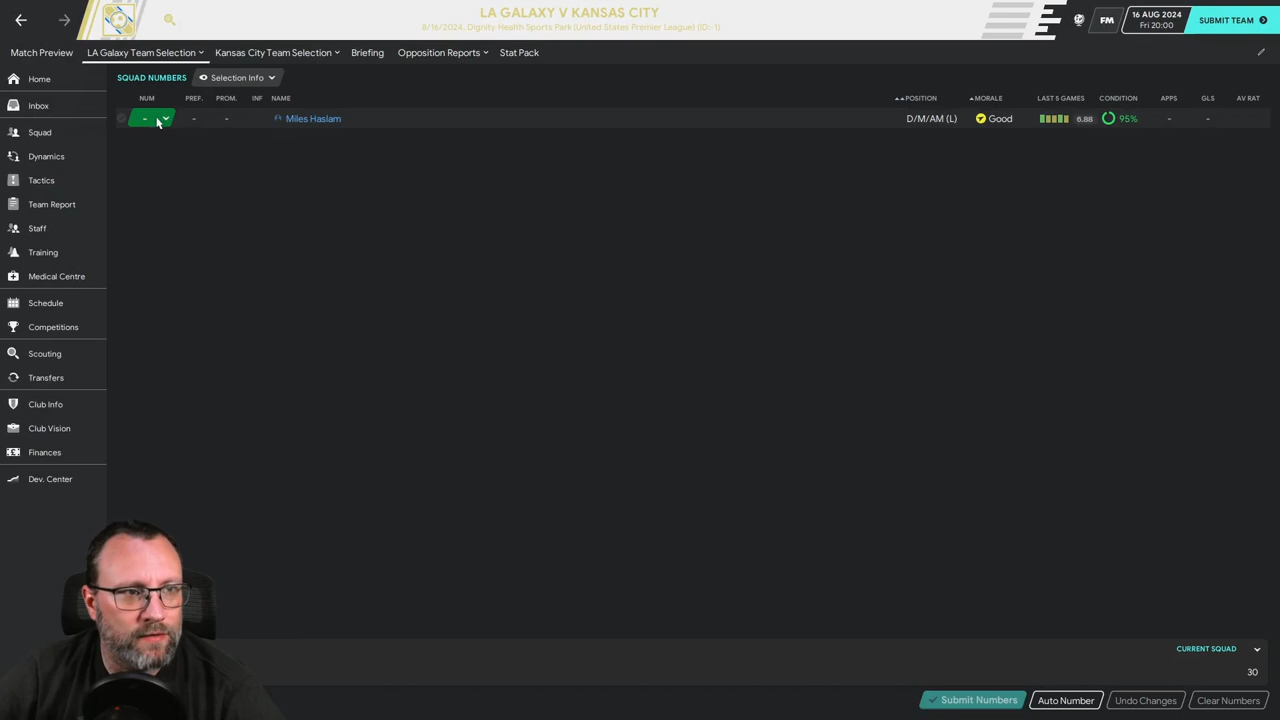 LA GALAXY V KANSAS CITY
8/16/2024, Dignity Health Sports Park (United States Premier League) (ID:-1)
FM
16 AUG 2024
Fri 20:00
SUBMIT TEAM
Match Preview
LA Galaxy Team Selection
Kansas City Team Selection
Briefing
Opposition Reports
Stat Pack
Home
Inbox
Squad
Dynamics
Tactics
Team Report
Staff
Training
Medical Centre
Schedule
Competitions
Scouting
Transfers
Club Info
Club Vision
Finances
Dev. Center
SQUAD NUMBERS
Selection Info
NUM PREF. PROM. INF NAME POSITION MORALE LAST 5 GAMES CONDITION APPS GLS AV RAT
- - - Miles Haslam D/M/AM (L) Good 6.88 95% - -
CURRENT SQUAD
30
Submit Numbers
Auto Number
Undo Changes
Clear Numbers